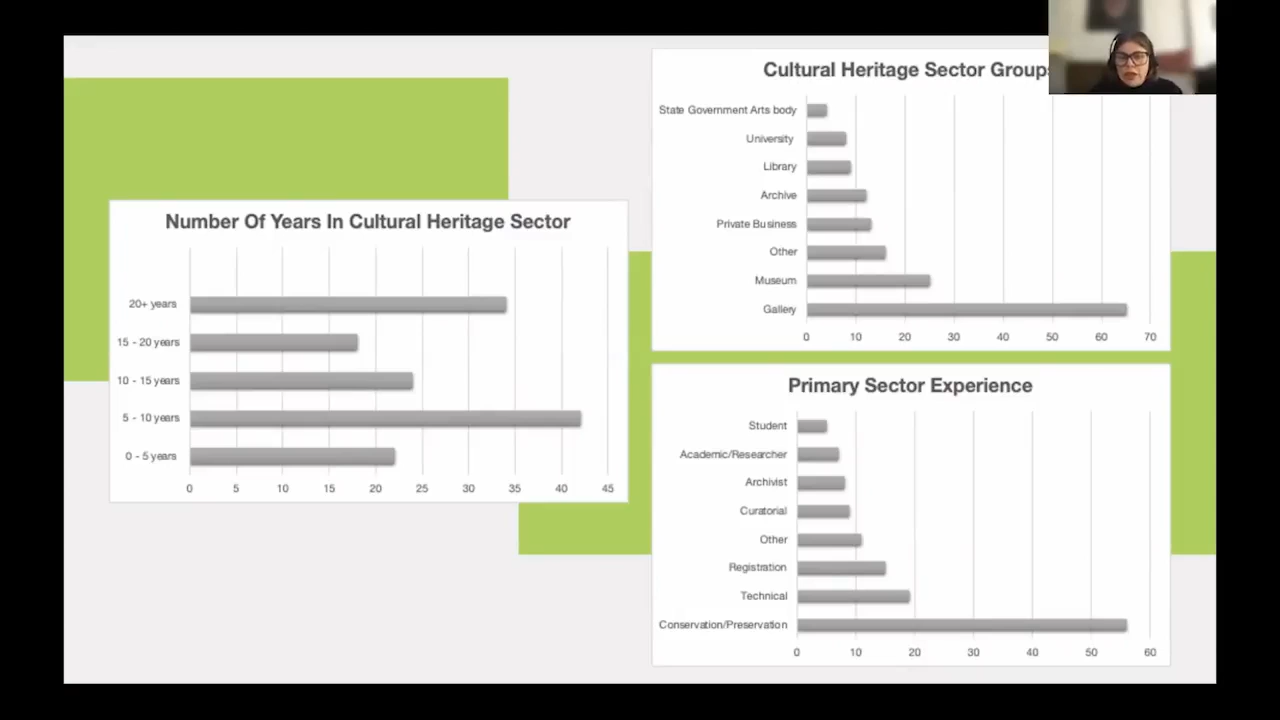 Number Of Years In Cultural Heritage Sector
20+ years
15 - 20 years
10 - 15 years
5 - 10 years
0 - 5 years
0 5 10 15 20 25 30 35 40 45
Cultural Heritage Sector Groups
State Government Arts body
University
Library
Archive
Private Business
Other
Museum
Gallery
0 10 20 30 40 50 60 70
Primary Sector Experience
Student
Academic/Researcher
Archivist
Curatorial
Other
Registration
Technical
Conservation/Preservation
0 10 20 30 40 50 60